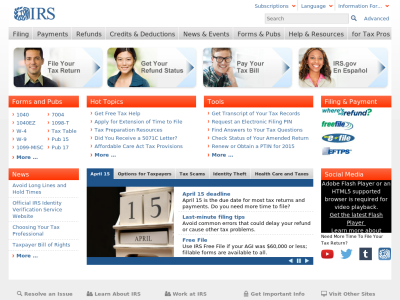 Subscriptions Language Information For...
IRS
Search
Advanced
Filing Payments Refunds Credits & Deductions News & Events Forms & Pubs Help & Resources for Tax Pros
File Your
Tax Return
Get Your
Refund Status
Pay Your
Tax Bill
IRS.gov
En Español
Forms and Pubs
1040 7004
1040EZ 1098-T
W-4 Tax Table
W-9 Pub 15
1099-MISC Pub 17
More ...
Hot Topics
Get Free Tax Help
Apply for Extension of Time to File
Tax Preparation Resources
Did You Receive a 5071C Letter?
Affordable Care Act Tax Provisions
More ...
Tools
Get Transcript of Your Tax Records
Request an Electronic Filing PIN
Find Answers to Your Tax Questions
Check Status of Your Amended Return
Renew or Obtain a PTIN for 2015
More ...
Filing & Payment
where's refund?
freefile
e-file
EFTPS
News
Avoid Long Lines and
Hold Times
Official IRS Identity
Verification Service
Website
Choosing Your Tax
Professional
Taxpayer Bill of Rights
More ...
April 15 Options for Taxpayers Tax Scams Identity Theft Health Care and Taxes
15
APRIL
April 15 deadline
April 15 is the due date for most tax returns and
payments. Do you need more time to file?
Last-minute filing tips
Avoid common errors that could delay your refund
or cause other tax problems.
Free File
Use IRS Free File if your AGI was $60,000 or less;
fillable forms are available to all.
Social Media
Adobe Flash Player or an
HTML5 supported
browser is required for
video playback.
Get the latest Flash
Player
Learn more about
Need More Time To File Your
Tax Return?
Resolve an Issue Learn About IRS Work at IRS Get important Info Visit Other Sites